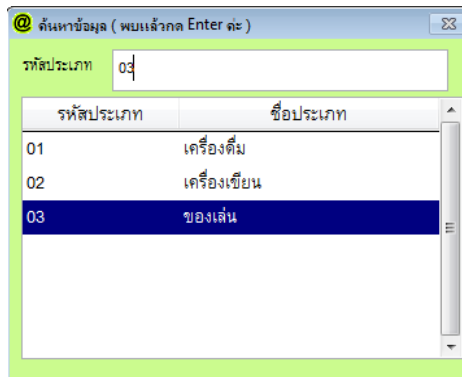 @ ค้นหาข้อมูล ( พบแล้วกด Enter ค่ะ )
รหัสประเภท 03
รหัสประเภท ชื่อประเภท
01 เครื่องดื่ม
02 เครื่องเขียน
03 ของเล่น